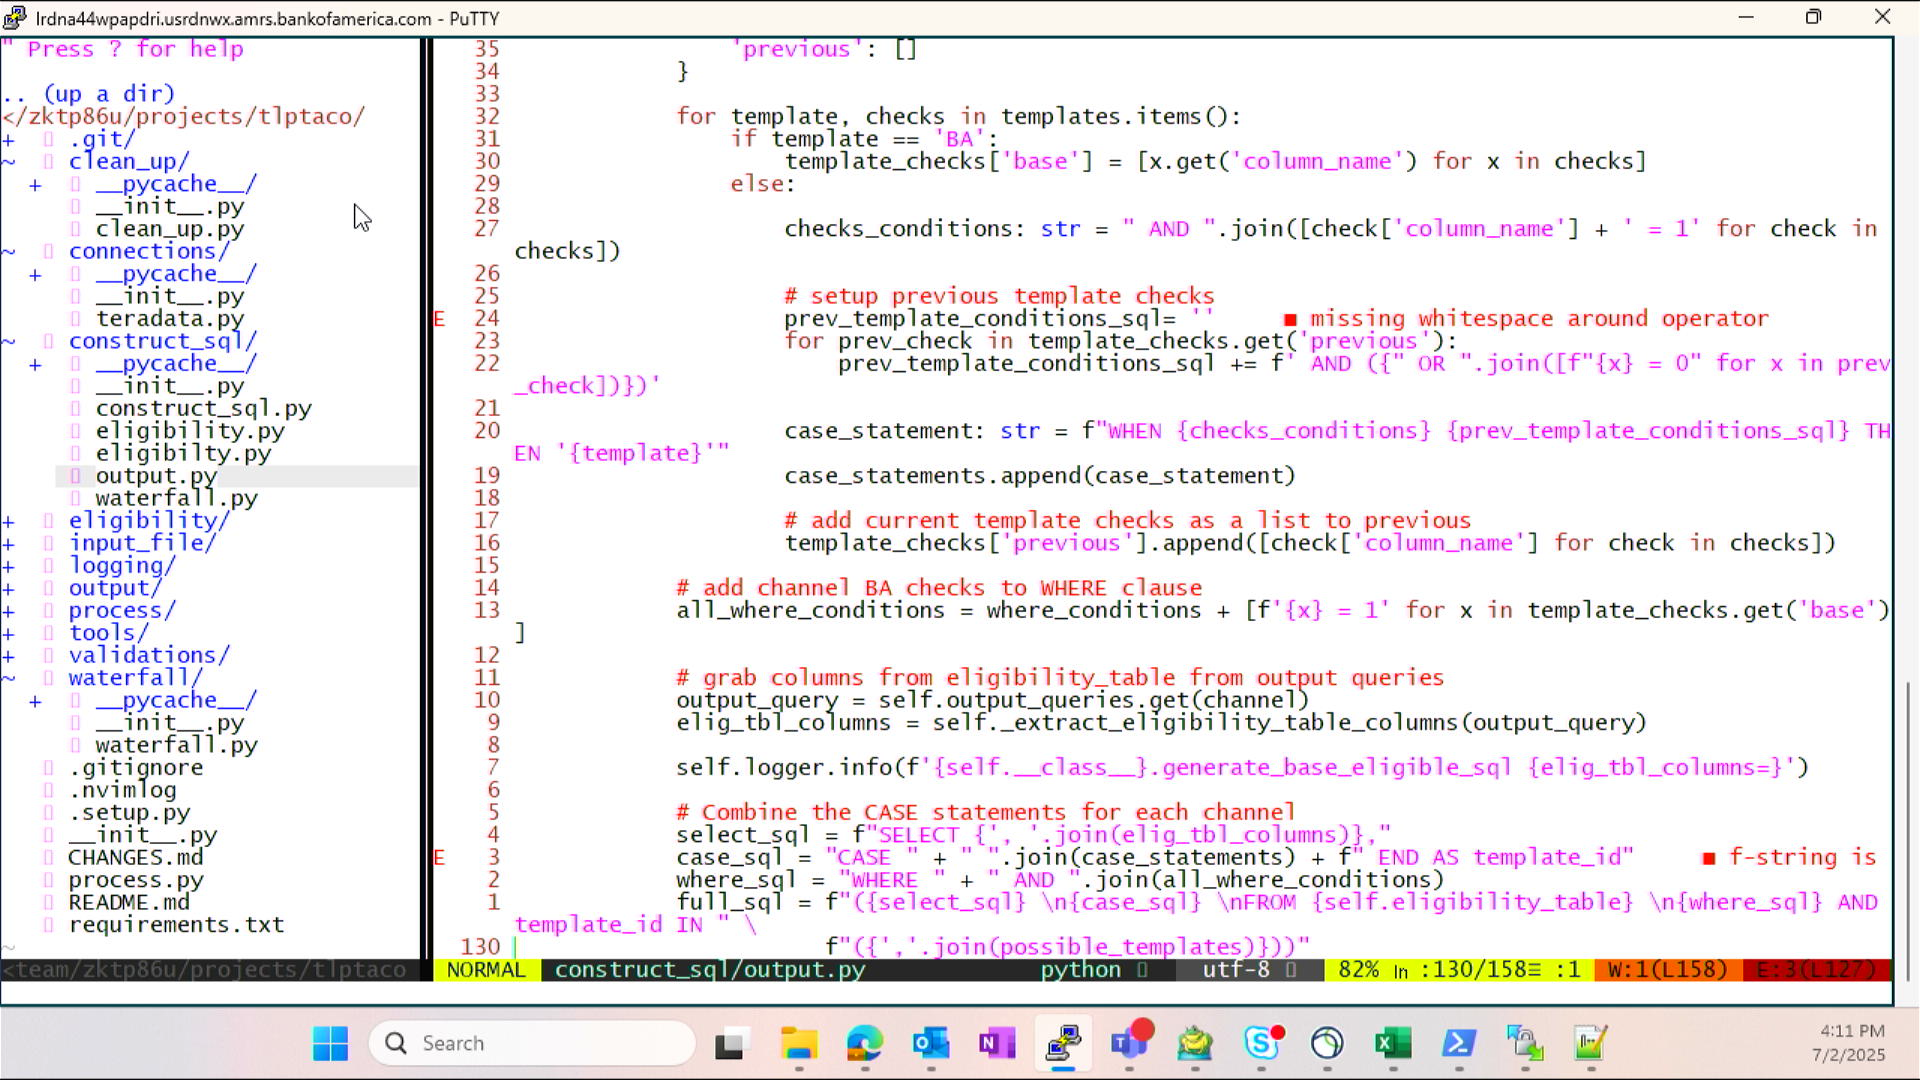 lrdna44wpapdri.usrdnwx.amrs.bankofamerica.com - PuTTY
" Press ? for help
.. (up a dir)
</zktp86u/projects/tlptaco/
+ .git/
~ clean_up/
+ __pycache__/
__init__.py
clean_up.py
~ connections/
+ __pycache__/
__init__.py
teradata.py
~ construct_sql/
+ __pycache__/
__init__.py
construct_sql.py
eligibility.py
eligibilty.py
output.py
waterfall.py
+ eligibility/
+ input_file/
+ logging/
+ output/
+ process/
+ tools/
+ validations/
~ waterfall/
+ __pycache__/
__init__.py
waterfall.py
.gitignore
.nvimlog
.setup.py
__init__.py
CHANGES.md
process.py
README.md
requirements.txt
~
<team/zktp86u/projects/tlptaco
35 'previous': []
34 }
33
32 for template, checks in templates.items():
31 if template == 'BA':
30 template_checks['base'] = [x.get('column_name') for x in checks]
29 else:
28
27 checks_conditions: str = " AND ".join([check['column_name'] + ' = 1' for check in
checks])
26
25 # setup previous template checks
E 24 prev_template_conditions_sql= '' ■ missing whitespace around operator
23 for prev_check in template_checks.get('previous'):
22 prev_template_conditions_sql += f' AND ({" OR ".join([f"{x} = 0" for x in prev
_check])})'
21
20 case_statement: str = f"WHEN {checks_conditions} {prev_template_conditions_sql} TH
EN '{template}'"
19 case_statements.append(case_statement)
18
17 # add current template checks as a list to previous
16 template_checks['previous'].append([check['column_name'] for check in checks])
15
14 # add channel BA checks to WHERE clause
13 all_where_conditions = where_conditions + [f'{x} = 1' for x in template_checks.get('base')
]
12
11 # grab columns from eligibility_table from output queries
10 output_query = self.output_queries.get(channel)
9 elig_tbl_columns = self._extract_eligibility_table_columns(output_query)
8
7 self.logger.info(f'{self.__class__}.generate_base_eligible_sql {elig_tbl_columns=}')
6
5 # Combine the CASE statements for each channel
4 select_sql = f"SELECT {', '.join(elig_tbl_columns)},"
E 3 case_sql = "CASE " + " ".join(case_statements) + f" END AS template_id" ■ f-string is
2 where_sql = "WHERE " + " AND ".join(all_where_conditions)
1 full_sql = f"({select_sql} \n{case_sql} \nFROM {self.eligibility_table} \n{where_sql} AND
template_id IN " \
130 f"({','.join(possible_templates)}))"
NORMAL construct_sql/output.py python utf-8 82% ln :130/158≡ :1 W:1(L158) E:3(L127)
Search
4:11 PM
7/2/2025